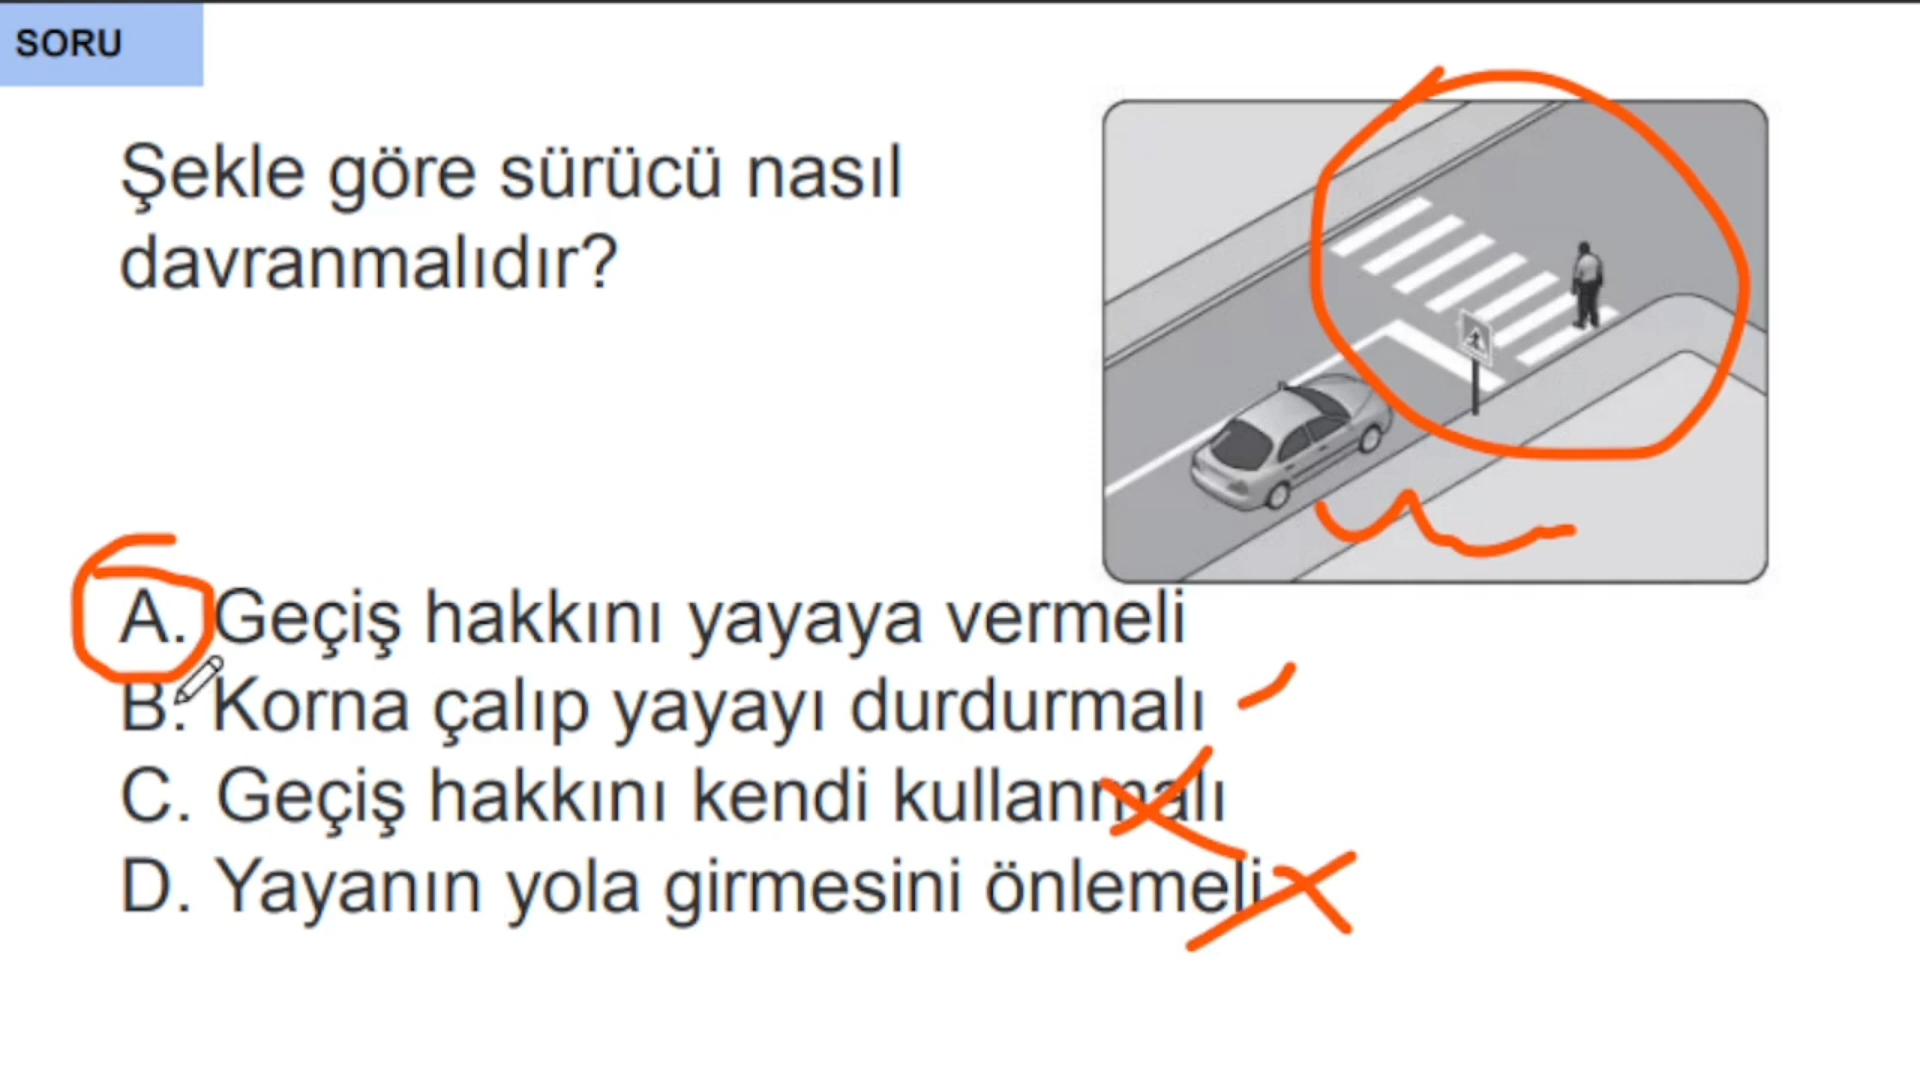 SORU
Şekle göre sürücü nasıl
davranmalıdır?
A. Geçiş hakkını yayaya vermeli
B. Korna çalıp yayayı durdurmalı
C. Geçiş hakkını kendi kullanmalı
D. Yayanın yola girmesini önlemeli